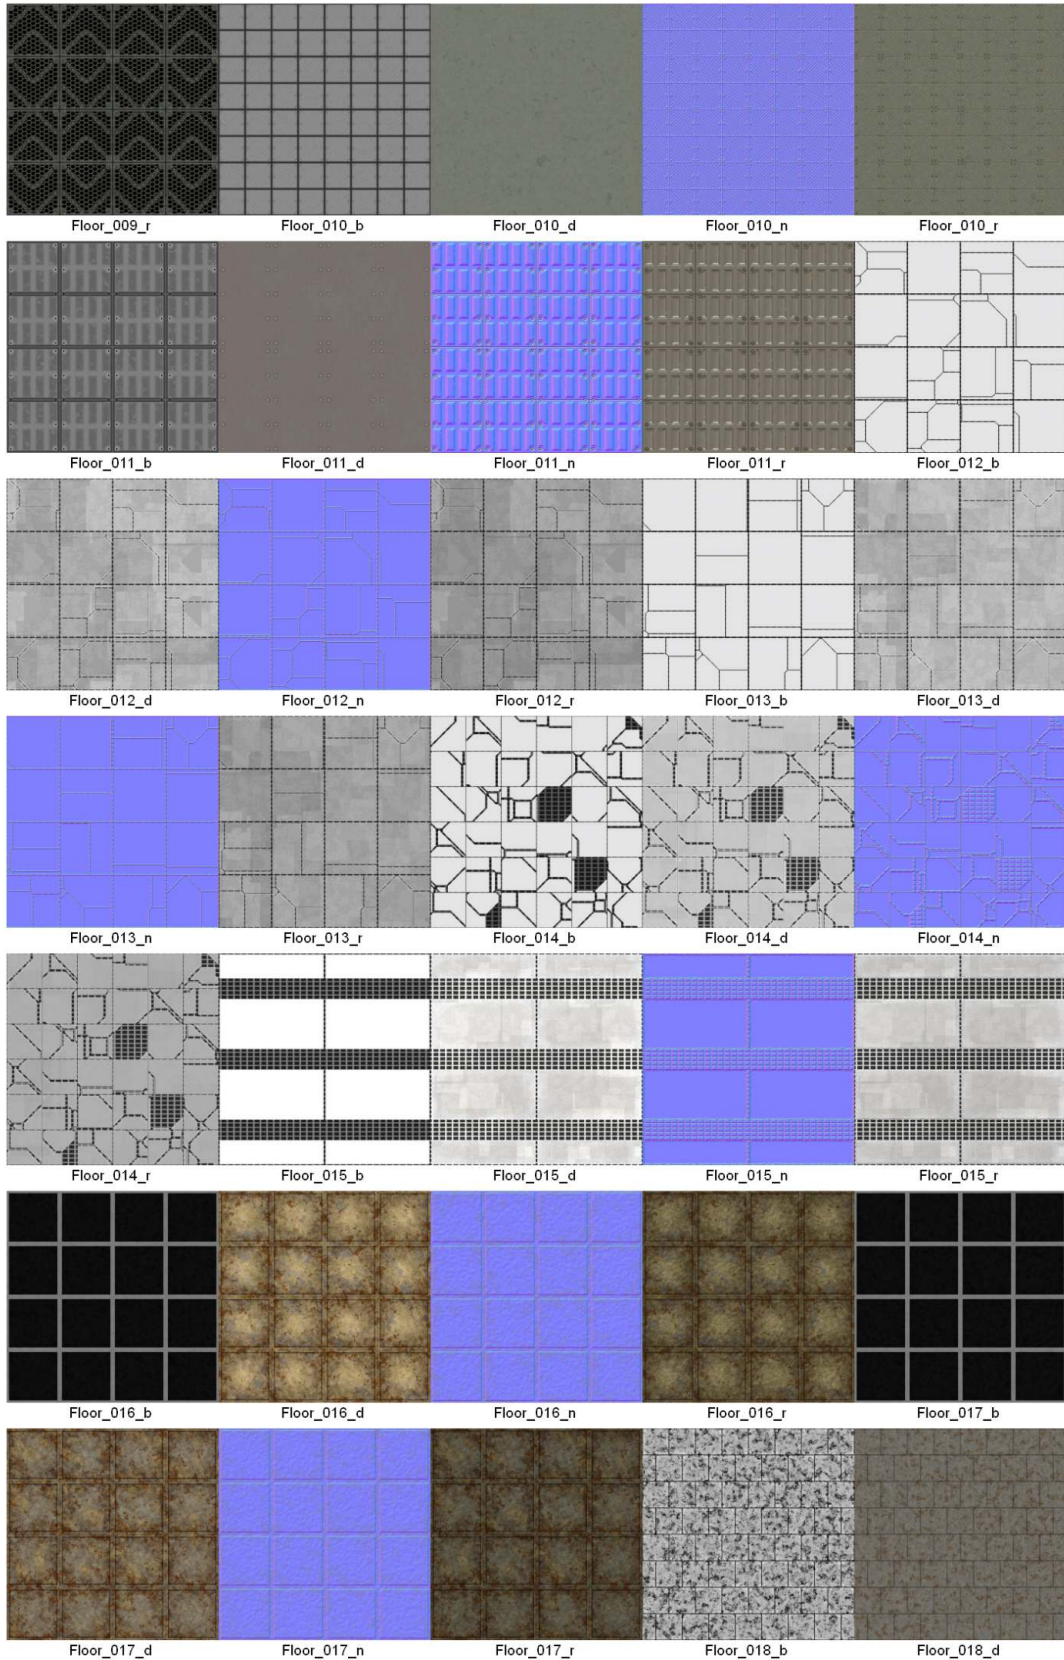 Floor_009_r Floor_010_b Floor_010_d Floor_010_n Floor_010_r
Floor_011_b Floor_011_d Floor_011_n Floor_011_r Floor_012_b
Floor_012_d Floor_012_n Floor_012_r Floor_013_b Floor_013_d
Floor_013_n Floor_013_r Floor_014_b Floor_014_d Floor_014_n
Floor_014_r Floor_015_b Floor_015_d Floor_015_n Floor_015_r
Floor_016_b Floor_016_d Floor_016_n Floor_016_r Floor_017_b
Floor_017_d Floor_017_n Floor_017_r Floor_018_b Floor_018_d